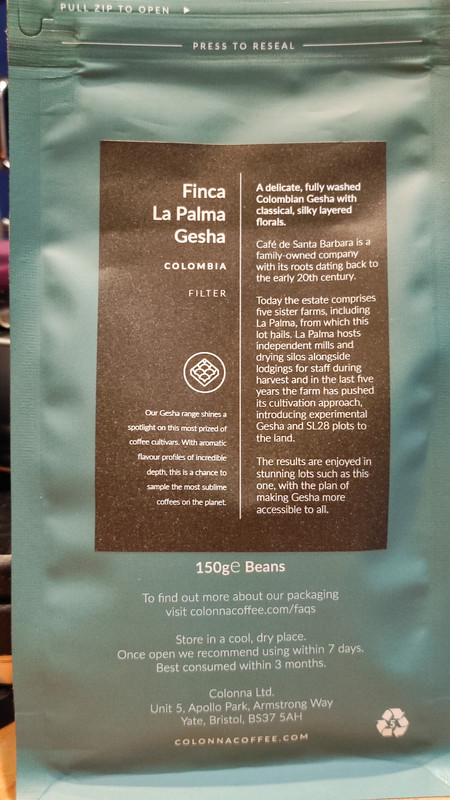 PULL ZIP TO OPEN
PRESS TO RESEAL
Finca
La Palma
Gesha
COLOMBIA
FILTER
Our Gesha range shines a
spotlight on this most prized of
coffee cultivars. With aromatic
flavour profiles of incredible
depth, this is a chance to
sample the most sublime
coffees on the planet.
A delicate, fully washed
Colombian Gesha with
classical, silky layered
florals.
Café de Santa Barbara is a
family-owned company
with its roots dating back to
the early 20th century.
Today the estate comprises
five sister farms, including
La Palma, from which this
lot hails. La Palma hosts
independent mills and
drying silos alongside
lodgings for staff during
harvest and in the last five
years the farm has pushed
its cultivation approach,
introducing experimental
Gesha and SL28 plots to
the land.
The results are enjoyed in
stunning lots such as this
one, with the plan of
making Gesha more
accessible to all.
150g℮ Beans
To find out more about our packaging
visit colonnacoffee.com/faqs
Store in a cool, dry place.
Once open we recommend using within 7 days.
Best consumed within 3 months.
Colonna Ltd.
Unit 5, Apollo Park, Armstrong Way
Yate, Bristol, BS37 5AH
COLONNACOFFEE.COM